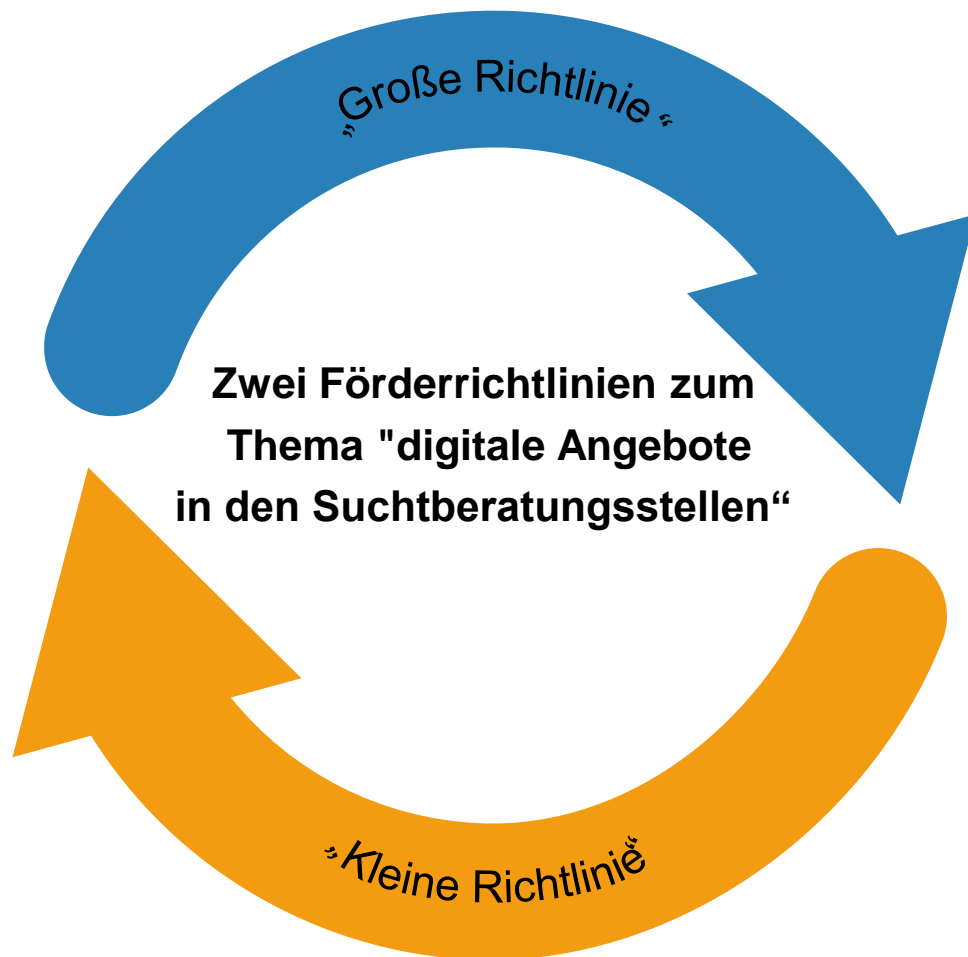 „Große Richtlinie“
Zwei Förderrichtlinien zum
Thema "digitale Angebote
in den Suchtberatungsstellen“
„Kleine Richtlinie“